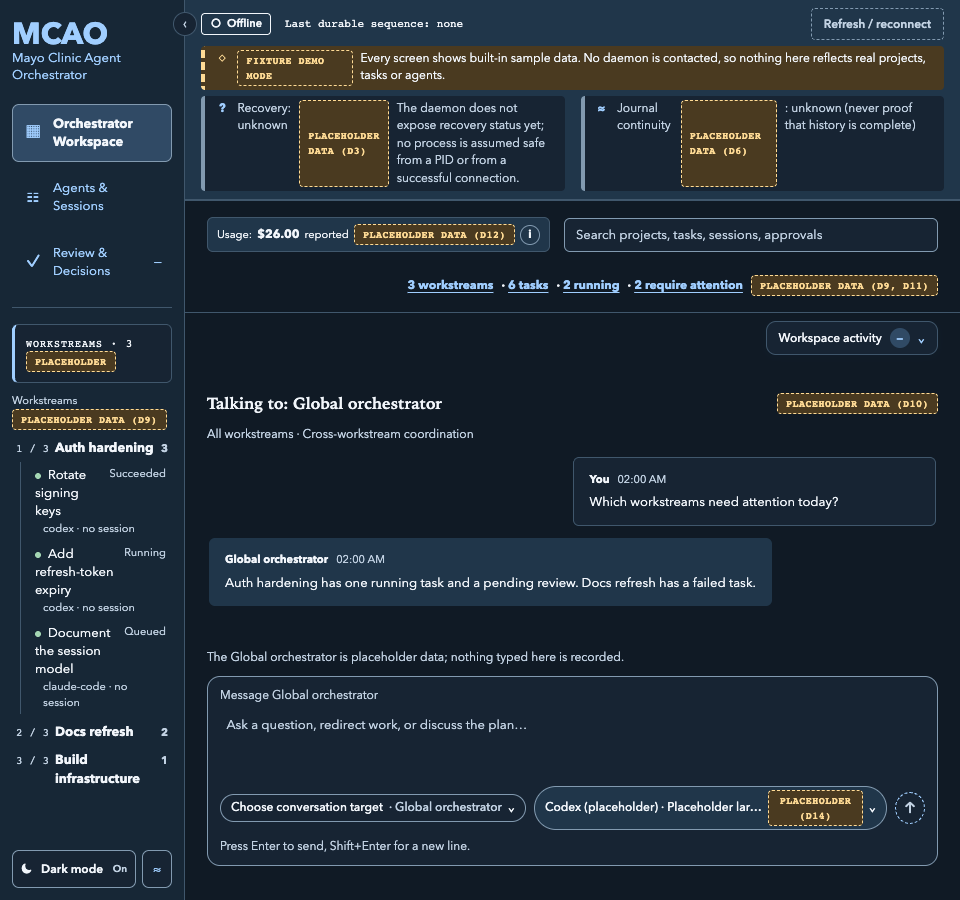 MCAO
Mayo Clinic Agent
Orchestrator
Orchestrator
Workspace
Agents &
Sessions
Review &
Decisions –
WORKSTREAMS · 3
PLACEHOLDER
Workstreams
PLACEHOLDER DATA (D9)
1 / 3 Auth hardening 3
Rotate Succeeded
signing
keys
codex · no session
Add Running
refresh-token
expiry
codex · no session
Document Queued
the session
model
claude-code · no
session
2 / 3 Docs refresh 2
3 / 3 Build 1
infrastructure
Dark mode On ≈
‹ Offline Last durable sequence: none Refresh / reconnect
FIXTURE DEMO
MODE
Every screen shows built-in sample data. No daemon is contacted, so nothing here reflects real projects,
tasks or agents.
? Recovery:
unknown
PLACEHOLDER
DATA (D3)
The daemon does not
expose recovery status yet;
no process is assumed safe
from a PID or from a
successful connection.
≈ Journal
continuity
PLACEHOLDER
DATA (D6)
: unknown (never proof
that history is complete)
Usage: $26.00 reported PLACEHOLDER DATA (D12) i
Search projects, tasks, sessions, approvals
3 workstreams · 6 tasks · 2 running · 2 require attention PLACEHOLDER DATA (D9, D11)
Workspace activity –
Talking to: Global orchestrator PLACEHOLDER DATA (D10)
All workstreams · Cross-workstream coordination
You 02:00 AM
Which workstreams need attention today?
Global orchestrator 02:00 AM
Auth hardening has one running task and a pending review. Docs refresh has a failed task.
The Global orchestrator is placeholder data; nothing typed here is recorded.
Message Global orchestrator
Ask a question, redirect work, or discuss the plan…
Choose conversation target · Global orchestrator
Codex (placeholder) · Placeholder lar…
PLACEHOLDER
(D14)
Press Enter to send, Shift+Enter for a new line.